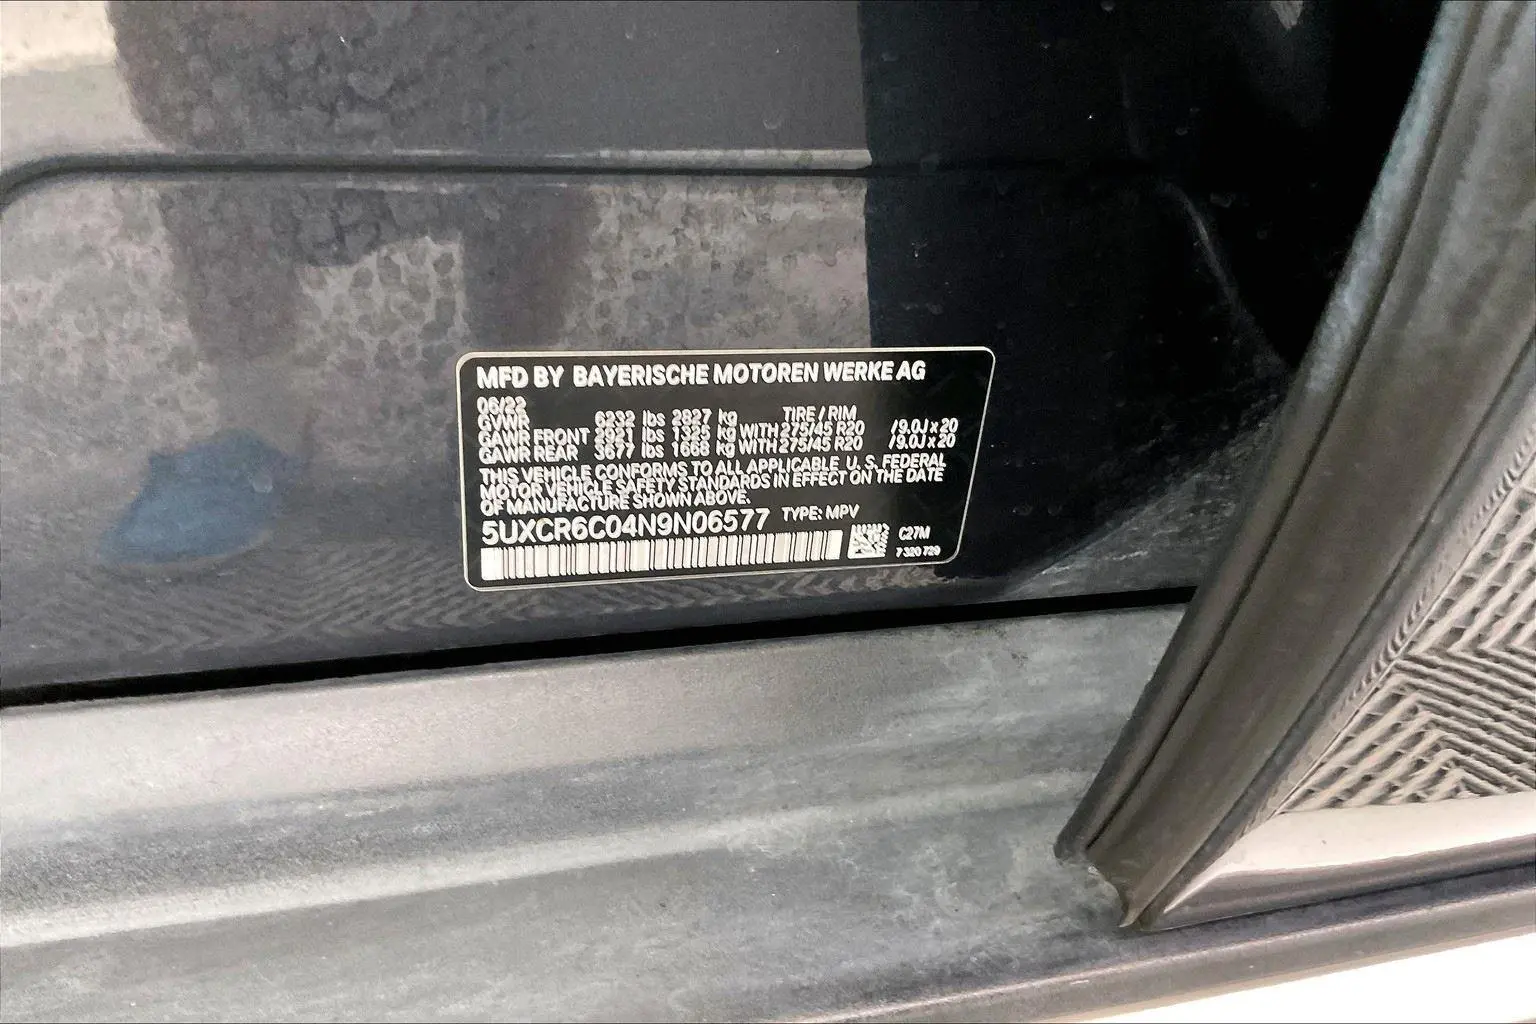 MFD BY BAYERISCHE MOTOREN WERKE AG
06/22 TIRE / RIM
GVWR 6232 lbs 2827 kg
GAWR FRONT 2921 lbs 1325 kg WITH 275/45 R20 /9.0J x 20
GAWR REAR 3677 lbs 1668 kg WITH 275/45 R20 /9.0J x 20
THIS VEHICLE CONFORMS TO ALL APPLICABLE U. S. FEDERAL
MOTOR VEHICLE SAFETY STANDARDS IN EFFECT ON THE DATE
OF MANUFACTURE SHOWN ABOVE.
5UXCR6C04N9N06577 TYPE: MPV
C27M
7 320 729